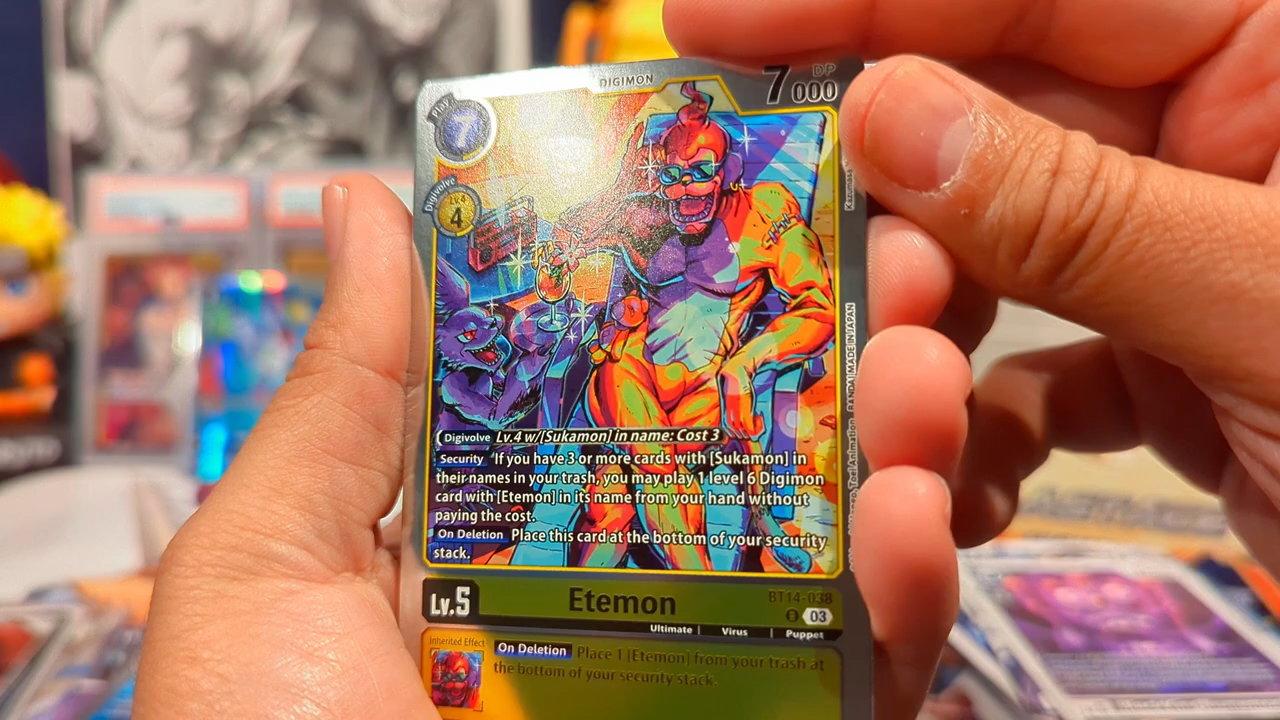 DIGIMON
DP
7000
Play
7
Digivolve
Lv.4
4
Digivolve Lv.4 w/[Sukamon] in name: Cost 3
Security If you have 3 or more cards with [Sukamon] in
their names in your trash, you may play 1 level 6 Digimon
card with [Etemon] in its name from your hand without
paying the cost.
On Deletion Place this card at the bottom of your security
stack.
BANDAI MADE IN JAPAN
Toei Animation
Lv.5
Etemon
BT14-038
03
Ultimate | Virus | Puppet
Inherited Effect
On Deletion Place 1 [Etemon] from your trash at
the bottom of your security stack.